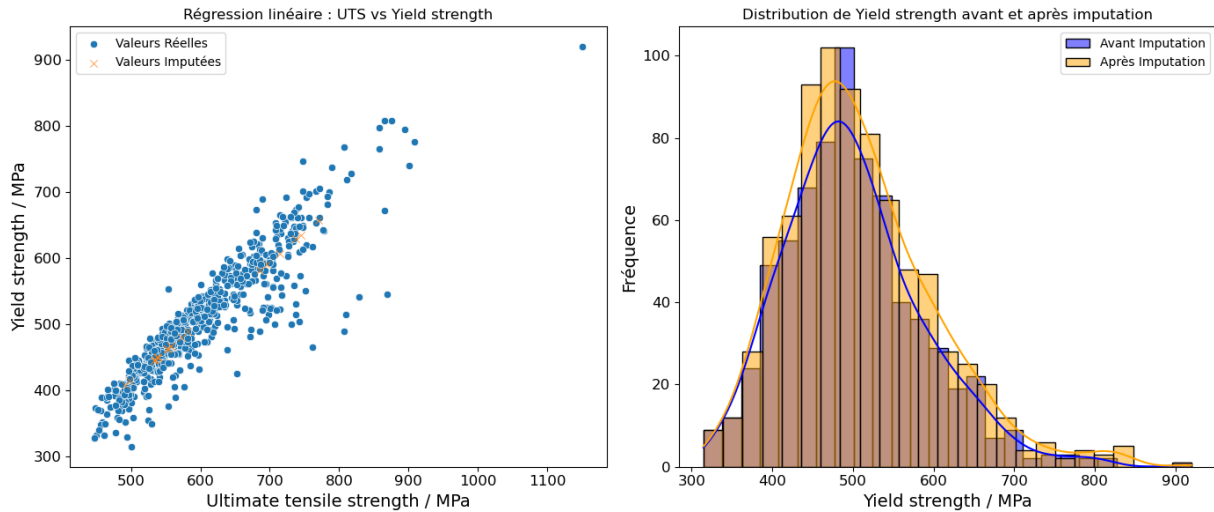 Régression linéaire : UTS vs Yield strength
Valeurs Réelles
Valeurs Imputées
Yield strength / MPa
900
800
700
600
500
400
300
500
600
700
800
900
1000
1100
Ultimate tensile strength / MPa
Distribution de Yield strength avant et après imputation
Avant Imputation
Après Imputation
Fréquence
100
80
60
40
20
0
300
400
500
600
700
800
900
Yield strength / MPa